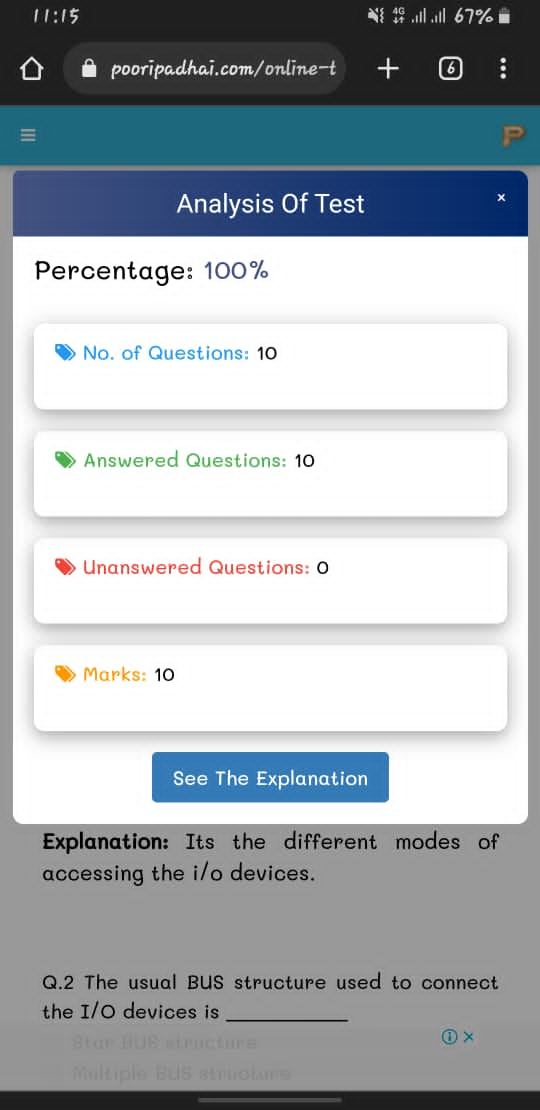 11:15
4G
67%
pooripadhai.com/online-t
6
P
Analysis Of Test
×
Percentage: 100%
No. of Questions: 10
Answered Questions: 10
Unanswered Questions: 0
Marks: 10
See The Explanation
Explanation: Its the different modes of
accessing the i/o devices.
Q.2 The usual BUS structure used to connect
the I/O devices is __________
Star BUS structure
Multiple BUS structure